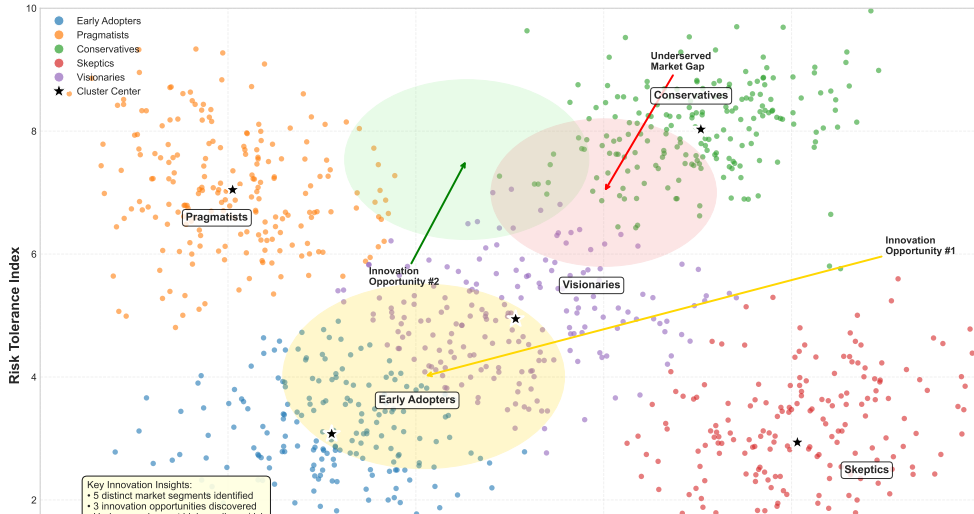 10
8
6
4
2
Risk Tolerance Index
Early Adopters
Pragmatists
Conservatives
Skeptics
Visionaries
Cluster Center
Underserved
Market Gap
Conservatives
Pragmatists
Innovation
Opportunity #1
Innovation
Opportunity #2
Visionaries
Early Adopters
Skeptics
Key Innovation Insights:
• 5 distinct market segments identified
• 3 innovation opportunities discovered